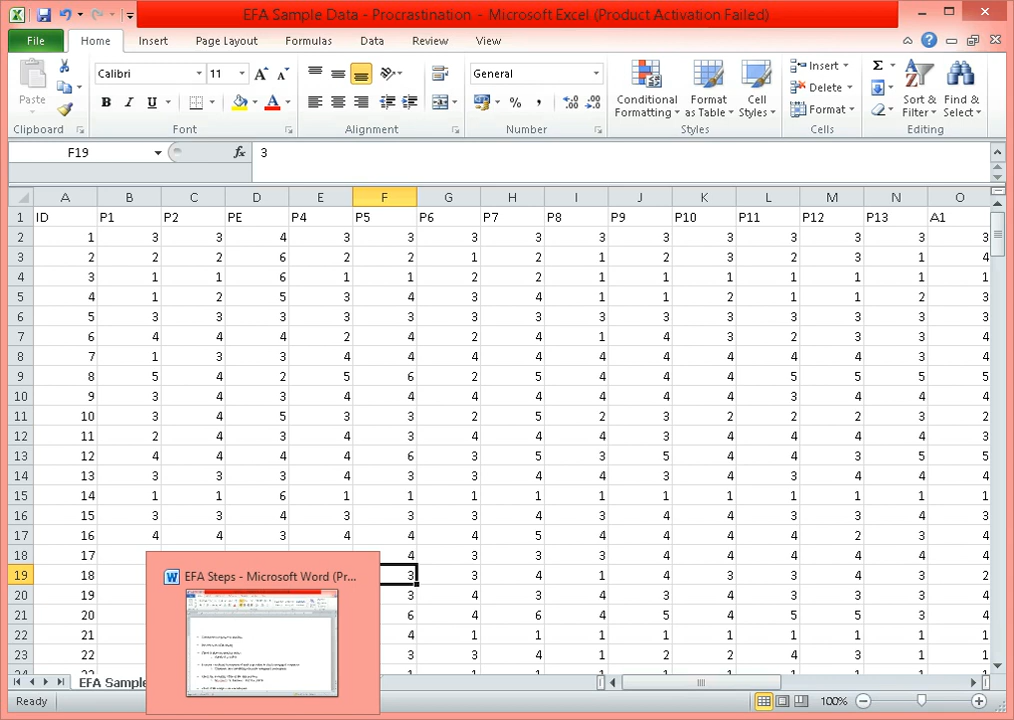 EFA Sample Data - Procrastination - Microsoft Excel (Product Activation Failed)
File Home Insert Page Layout Formulas Data Review View
Calibri 11 General Insert Σ
Paste B I U A % , Conditional Formatting Format as Table Cell Styles Delete Format Sort & Filter Find & Select
Clipboard Font Alignment Number Styles Cells Editing
F19 fx 3
A B C D E F G H I J K L M N O
1 ID P1 P2 PE P4 P5 P6 P7 P8 P9 P10 P11 P12 P13 A1
2 1 3 3 4 3 3 3 3 3 3 3 3 3 3 3
3 2 2 2 6 2 2 1 2 1 2 3 2 3 1 4
4 3 1 1 6 1 1 2 2 1 1 1 1 1 1 1
5 4 1 2 5 3 4 3 4 1 1 2 1 1 2 3
6 5 3 3 3 3 3 3 3 3 3 3 3 3 3 3
7 6 4 4 4 2 4 2 4 1 4 3 2 3 3 4
8 7 1 3 3 4 4 4 4 4 4 4 4 4 3 4
9 8 5 4 2 5 6 2 5 4 4 4 5 5 5 5
10 9 3 4 3 4 4 3 4 4 4 4 3 4 4 4
11 10 3 4 5 3 3 2 5 2 3 2 2 2 3 2
12 11 2 4 3 4 3 4 4 4 3 4 4 4 4 3
13 12 4 4 4 4 6 3 5 3 5 4 4 3 5 5
14 13 3 3 3 4 3 3 4 4 3 4 3 4 3 4
15 14 1 1 6 1 1 1 1 1 1 1 1 1 1 1
16 15 3 3 4 3 3 3 4 3 4 4 3 3 4 3
17 16 4 4 3 4 4 4 5 4 4 4 4 2 3 4
18 17 4 3 3 3 4 4 4 4 4 4
19 18 3 3 4 1 4 3 3 4 3 2
20 19 3 4 3 4 3 4 3 4 4 4
21 20 6 4 6 4 5 4 5 5 3 4
22 21 4 1 1 1 1 1 1 1 1 1
23 22 3 3 4 1 2 2 4 3 1 1
EFA Steps - Microsoft Word (Pr...
EFA Sample
Ready 100%